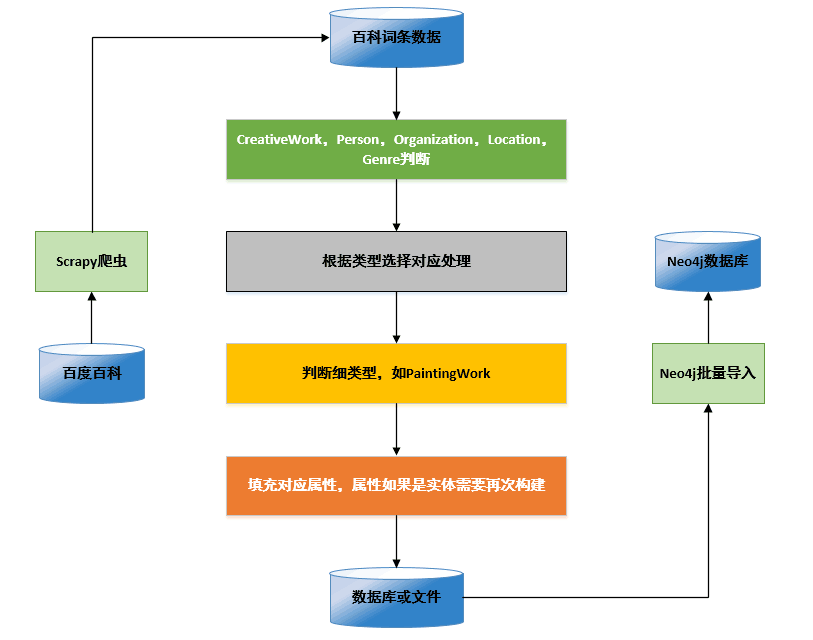 百科词条数据
CreativeWork，Person，Organization，Location，
Genre判断
Scrapy爬虫
根据类型选择对应处理
Neo4j数据库
百度百科
判断细类型，如PaintingWork
Neo4j批量导入
填充对应属性，属性如果是实体需要再次构建
数据库或文件